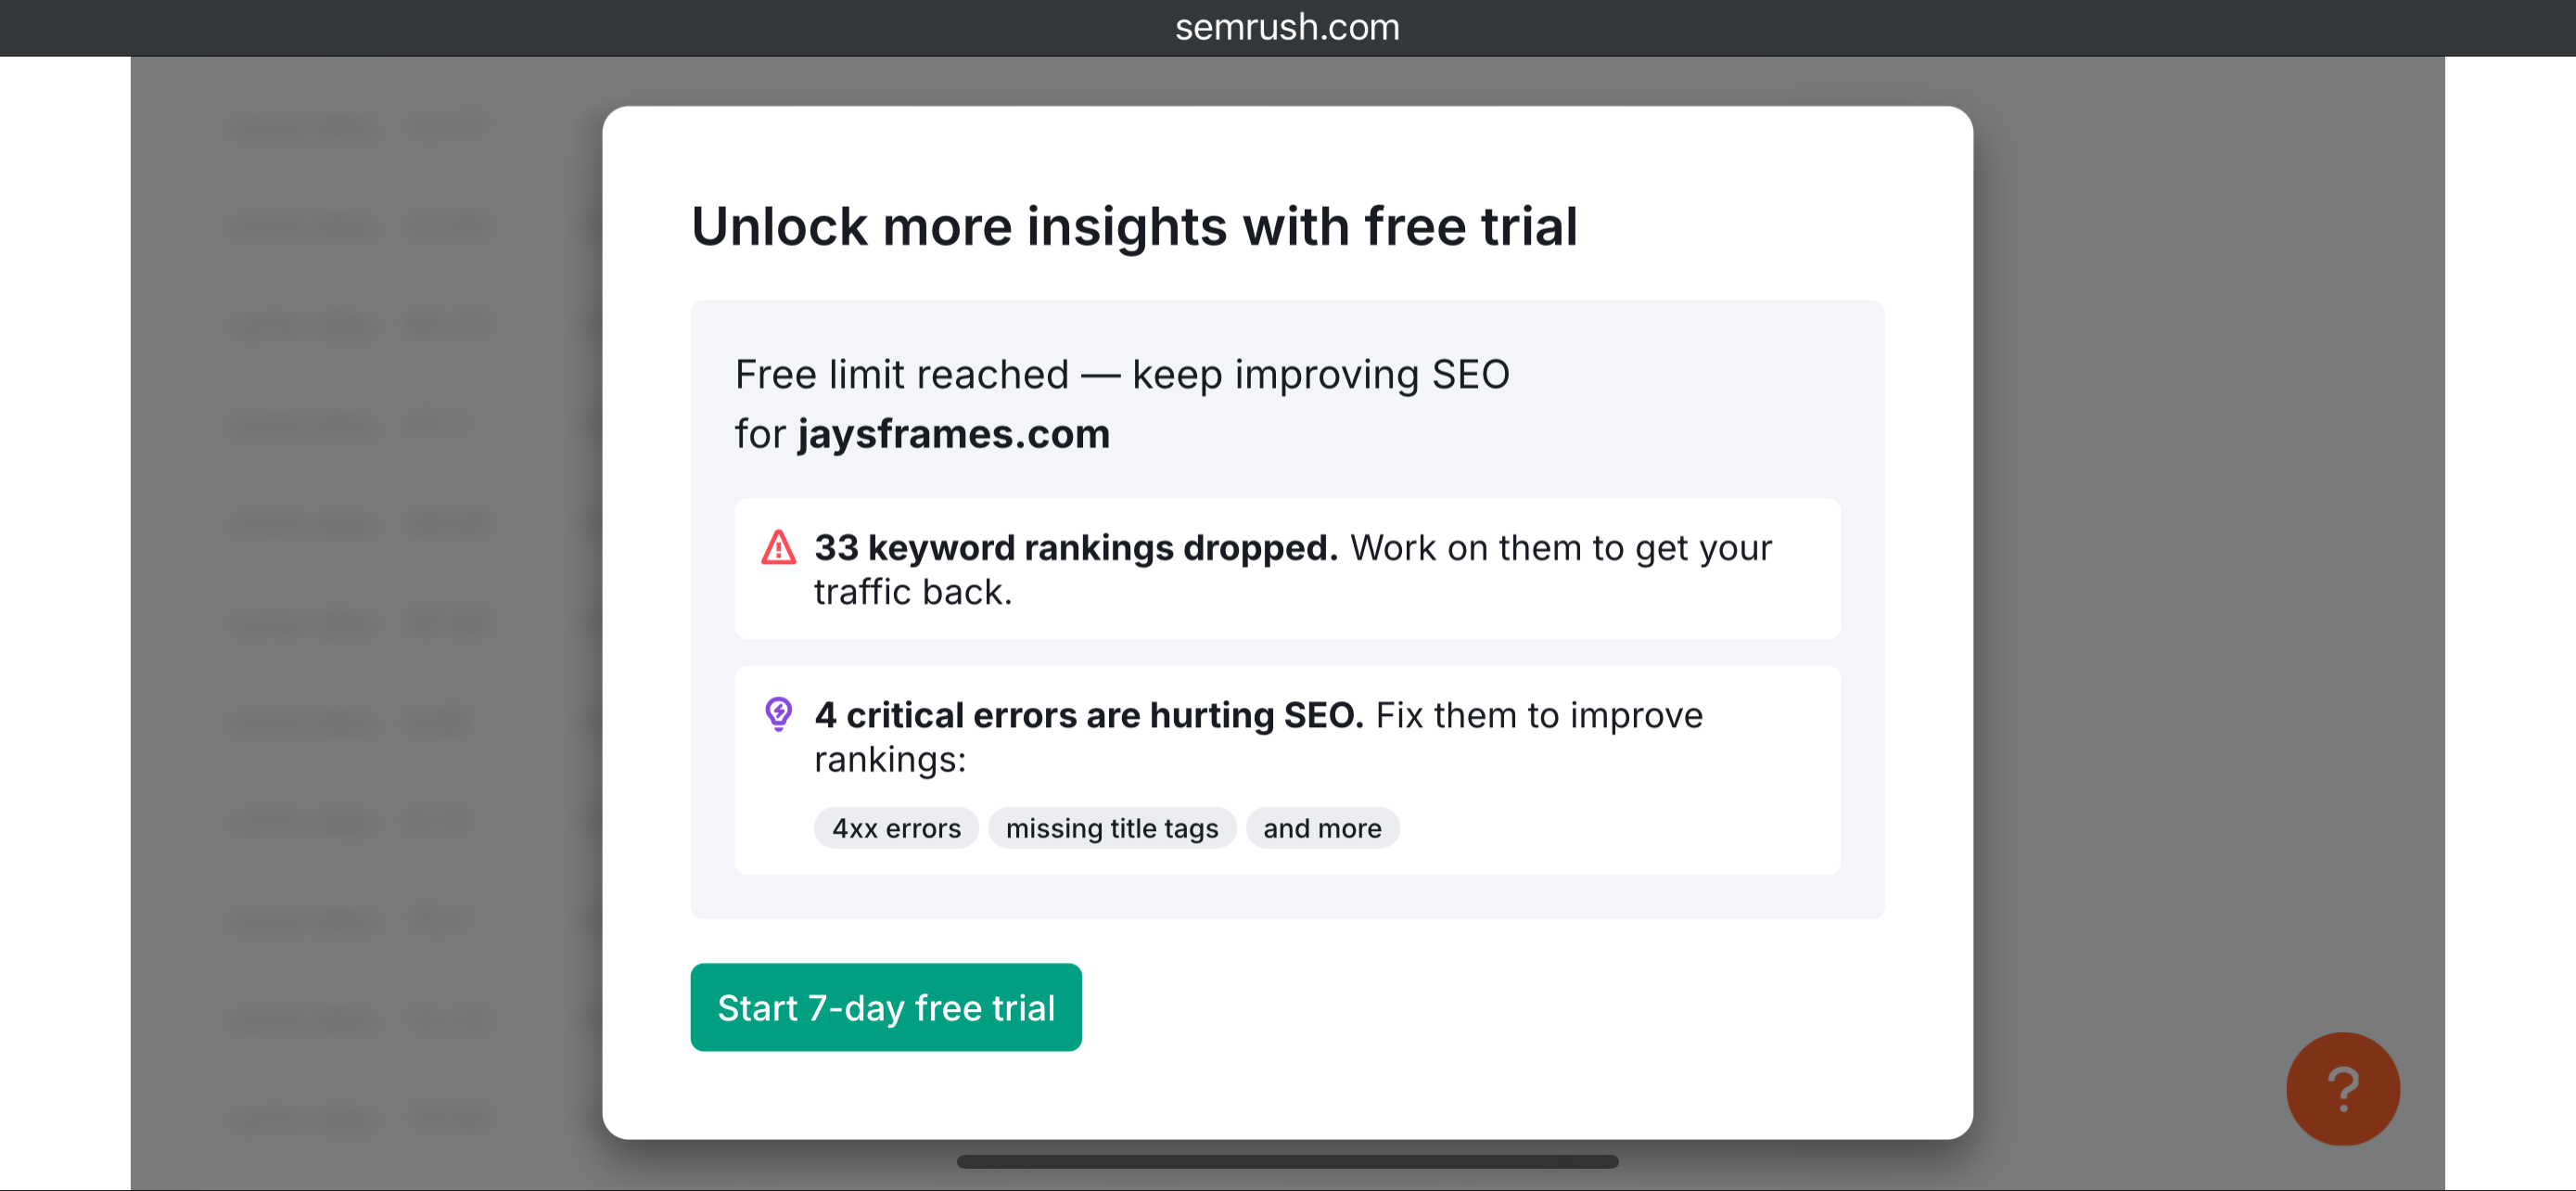 semrush.com
Unlock more insights with free trial
Free limit reached — keep improving SEO
for jaysframes.com
33 keyword rankings dropped. Work on them to get your
traffic back.
4 critical errors are hurting SEO. Fix them to improve
rankings:
4xx errors missing title tags and more
Start 7-day free trial
?